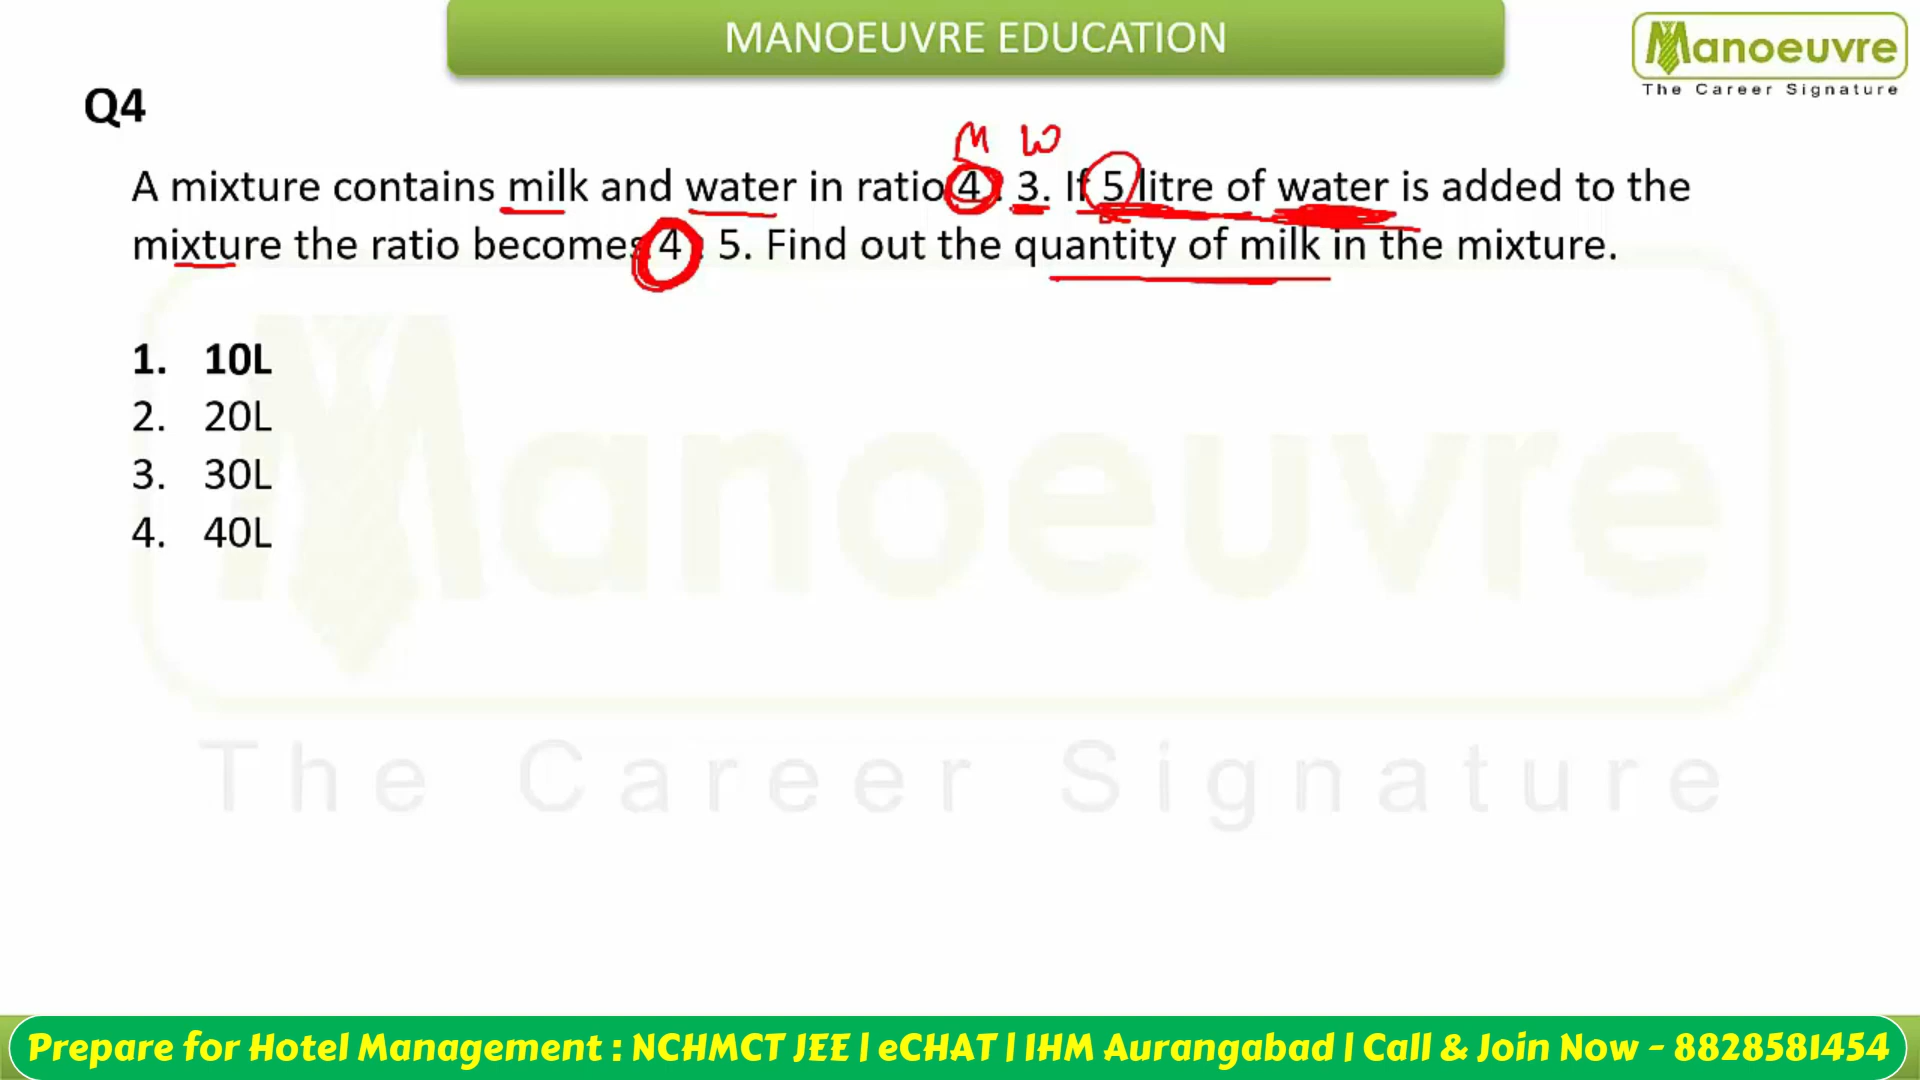 MANOEUVRE EDUCATION
Manoeuvre
The Career Signature
Q4
M W
A mixture contains milk and water in ratio 4 : 3. If 5 litre of water is added to the
mixture the ratio becomes 4 : 5. Find out the quantity of milk in the mixture.
1. 10L
2. 20L
3. 30L
4. 40L
Manoeuvre
The Career Signature
Prepare for Hotel Management : NCHMCT JEE | eCHAT | IHM Aurangabad | Call & Join Now - 8828581454